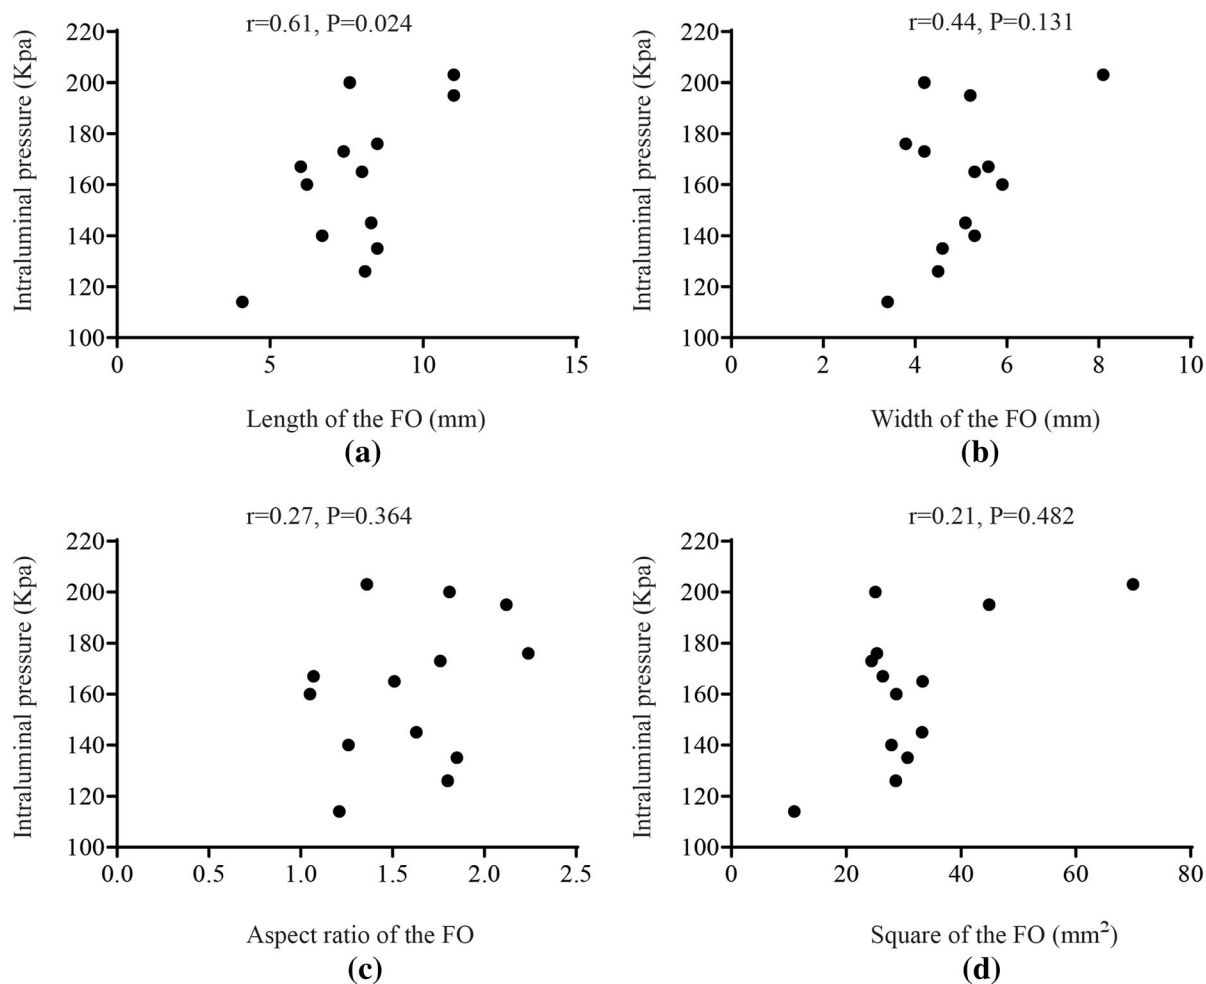 r=0.61, P=0.024
Intraluminal pressure (Kpa)
220
200
180
160
140
120
100
0 5 10 15
Length of the FO (mm)
(a)
r=0.44, P=0.131
Intraluminal pressure (Kpa)
220
200
180
160
140
120
100
0 2 4 6 8 10
Width of the FO (mm)
(b)
r=0.27, P=0.364
Intraluminal pressure (Kpa)
220
200
180
160
140
120
100
0.0 0.5 1.0 1.5 2.0 2.5
Aspect ratio of the FO
(c)
r=0.21, P=0.482
Intraluminal pressure (Kpa)
220
200
180
160
140
120
100
0 20 40 60 80
Square of the FO (mm²)
(d)